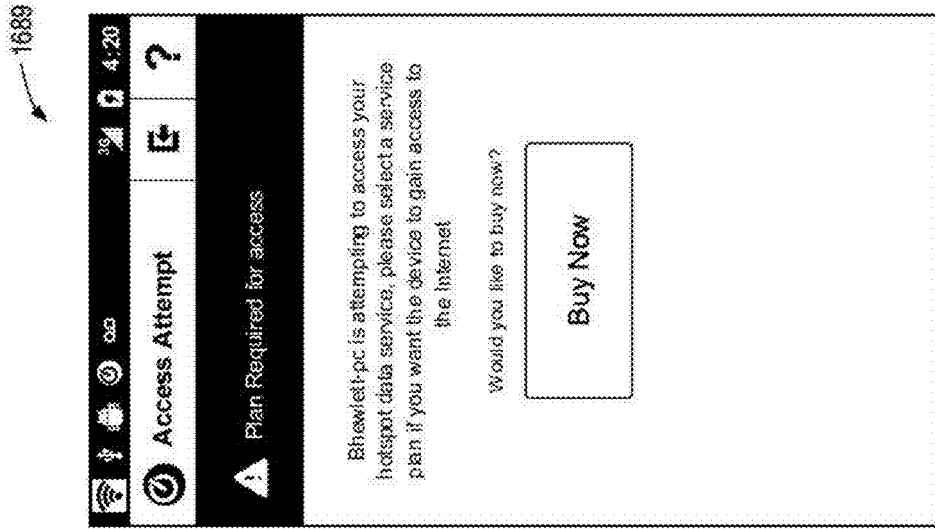 1689
3G 4:20
Access Attempt ?
Plan Required for access
Bhewlett-pc is attempting to access your
hotspot data service, please select a service
plan if you want the device to gain access to
the Internet
Would you like to buy now?
Buy Now